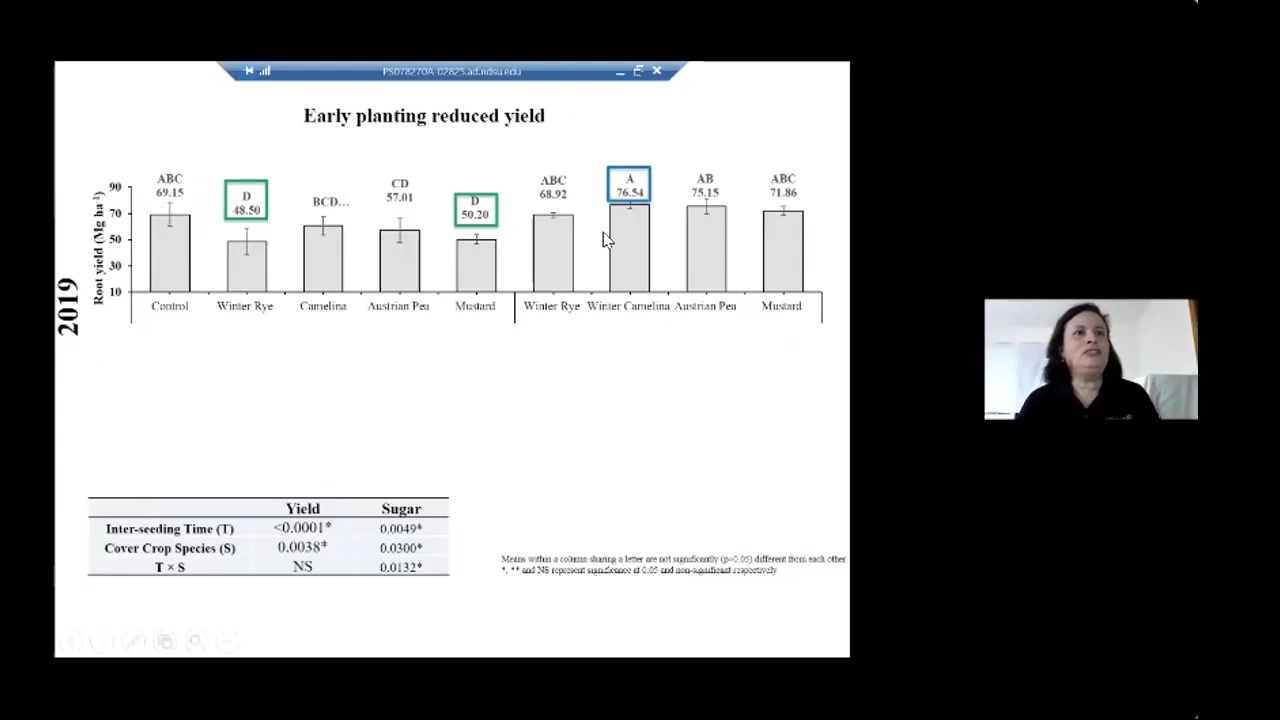 PS078270A-02825.ad.ndsu.edu
Early planting reduced yield
2019
Root yield (Mg ha-1)
90
70
50
30
10
ABC
69.15
D
48.50
BCD...
CD
57.01
D
50.20
ABC
68.92
A
76.54
AB
75.15
ABC
71.86
Control Winter Rye Camelina Austrian Pea Mustard Winter Rye Winter Camelina Austrian Pea Mustard
Yield Sugar
Inter-seeding Time (T) <0.0001* 0.0049*
Cover Crop Species (S) 0.0038* 0.0300*
T × S NS 0.0132*
Means within a column sharing a letter are not significantly (p=0.05) different from each other
*, ** and NS represent significance at 0.05 and non-significant respectively